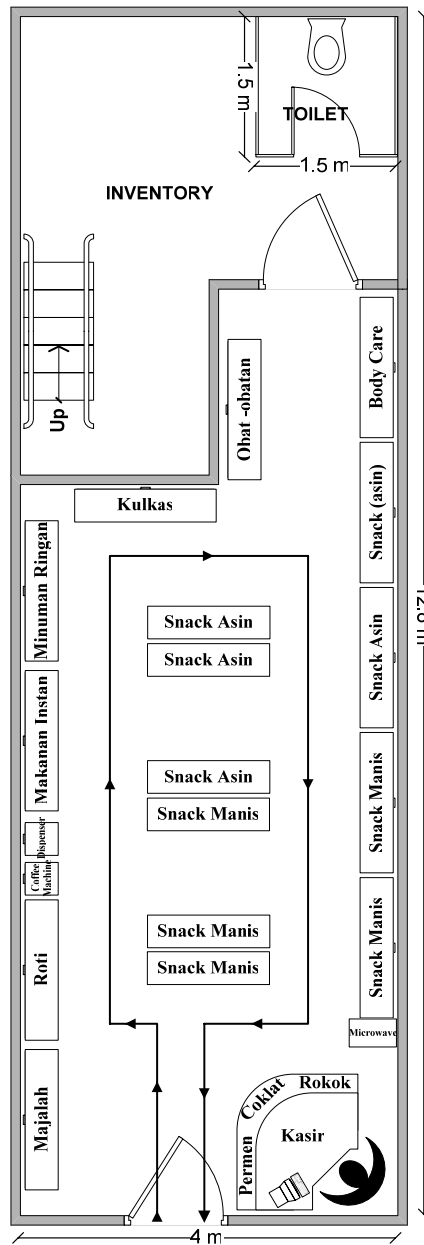 1.5 m
TOILET
1.5 m
INVENTORY
Up
Obat -obatan
Body Care
Kulkas
Snack (asin)
Minuman Ringan
Snack Asin
Snack Asin
Snack Asin
Makanan Instan
Snack Asin
Snack Manis
Snack Manis
Dispenser
Coffee
Machine
Roti
Snack Manis
Snack Manis
Snack Manis
Microwave
Majalah
Coklat
Rokok
Permen
Kasir
4 m